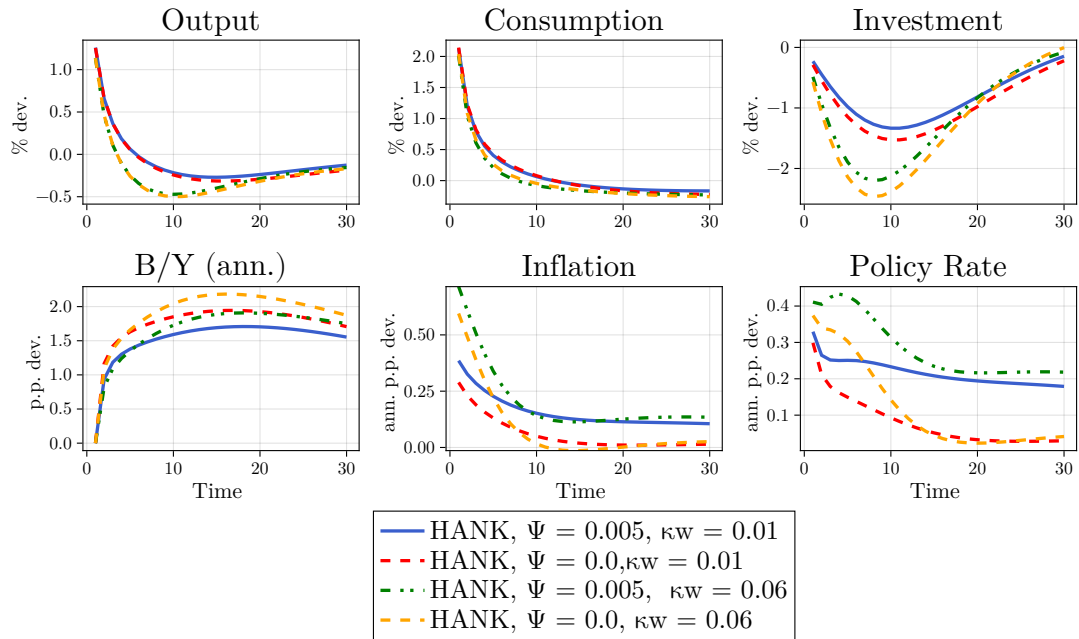 Output
Consumption
Investment
% dev.
1.0
0.5
0.0
−0.5
0
10
20
30
% dev.
2.0
1.5
1.0
0.5
0.0
0
10
20
30
% dev.
0
−1
−2
0
10
20
30
B/Y (ann.)
Inflation
Policy Rate
p.p. dev.
2.0
1.5
1.0
0.5
0.0
0
10
20
30
Time
ann. p.p. dev.
0.50
0.25
0.00
0
10
20
30
Time
ann. p.p. dev.
0.4
0.3
0.2
0.1
0
10
20
30
Time
HANK, Ψ = 0.005, κw = 0.01
HANK, Ψ = 0.0,κw = 0.01
HANK, Ψ = 0.005,  κw = 0.06
HANK, Ψ = 0.0, κw = 0.06